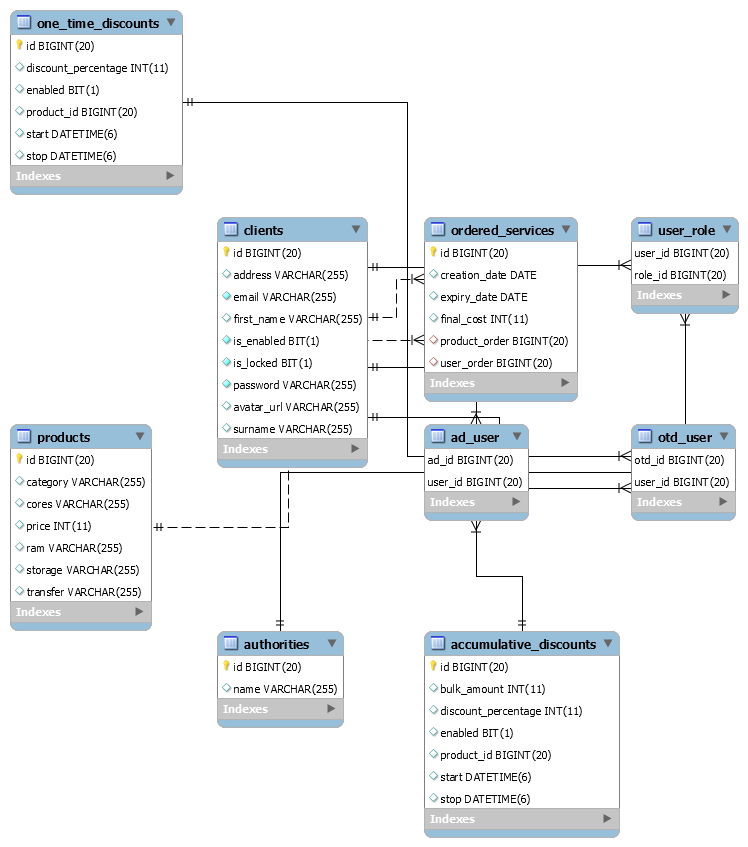 one_time_discounts
id BIGINT(20)
discount_percentage INT(11)
enabled BIT(1)
product_id BIGINT(20)
start DATETIME(6)
stop DATETIME(6)
Indexes
clients
id BIGINT(20)
address VARCHAR(255)
email VARCHAR(255)
first_name VARCHAR(255)
is_enabled BIT(1)
is_locked BIT(1)
password VARCHAR(255)
avatar_url VARCHAR(255)
surname VARCHAR(255)
Indexes
ordered_services
id BIGINT(20)
creation_date DATE
expiry_date DATE
final_cost INT(11)
product_order BIGINT(20)
user_order BIGINT(20)
Indexes
user_role
user_id BIGINT(20)
role_id BIGINT(20)
Indexes
products
id BIGINT(20)
category VARCHAR(255)
cores VARCHAR(255)
price INT(11)
ram VARCHAR(255)
storage VARCHAR(255)
transfer VARCHAR(255)
Indexes
ad_user
ad_id BIGINT(20)
user_id BIGINT(20)
Indexes
otd_user
otd_id BIGINT(20)
user_id BIGINT(20)
Indexes
authorities
id BIGINT(20)
name VARCHAR(255)
Indexes
accumulative_discounts
id BIGINT(20)
bulk_amount INT(11)
discount_percentage INT(11)
enabled BIT(1)
product_id BIGINT(20)
start DATETIME(6)
stop DATETIME(6)
Indexes